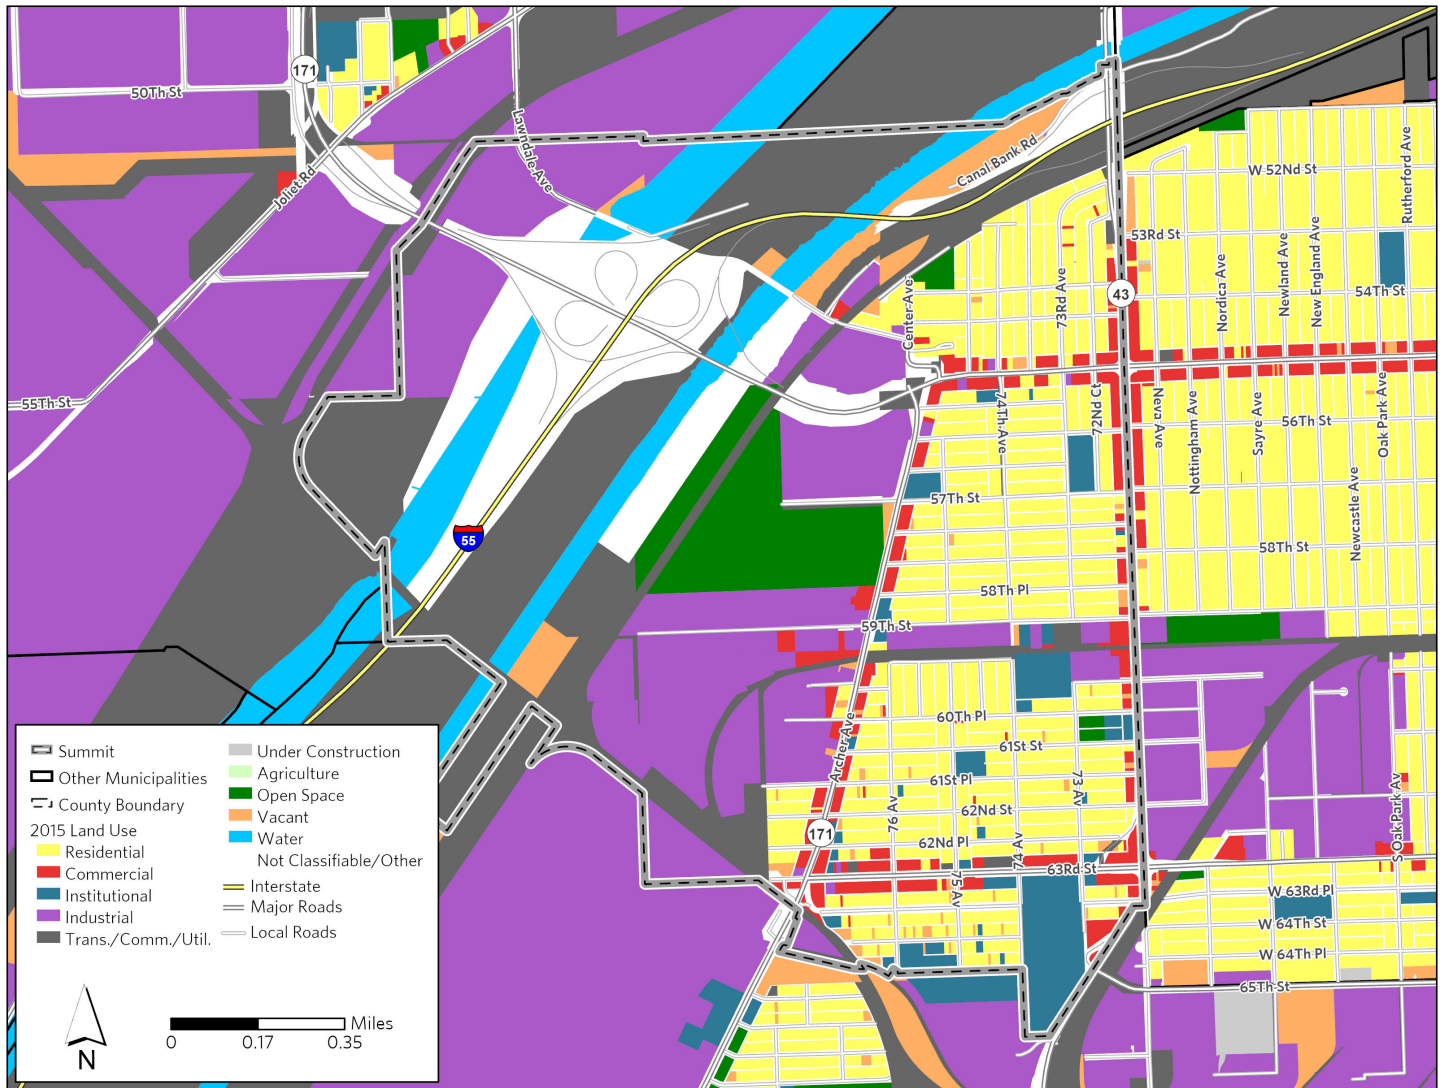 171
50Th St
Lawndale Ave
Joliet Rd
Canal Bank Rd
W 52Nd St
Rutherford Ave
53Rd St
43
54Th St
Center Ave
73Rd Ave
Nordica Ave
Newland Ave
New England Ave
55Th St
74Th Ave
72Nd Ct
Neva Ave
Nottingham Ave
Sayre Ave
56Th St
Oak Park Ave
57Th St
Newcastle Ave
58Th St
55
58Th Pl
59Th St
60Th Pl
61St St
Archer Ave
61St Pl
73 Av
76 Av
62Nd St
171
62Nd Pl
74 Av
63Rd St
75 Av
S Oak Park Av
W 63Rd Pl
W 64Th St
W 64Th Pl
65Th St
Summit
Other Municipalities
County Boundary
2015 Land Use
Residential
Commercial
Institutional
Industrial
Trans./Comm./Util.
Under Construction
Agriculture
Open Space
Vacant
Water
Not Classifiable/Other
Interstate
Major Roads
Local Roads
N
Miles
0
0.17
0.35